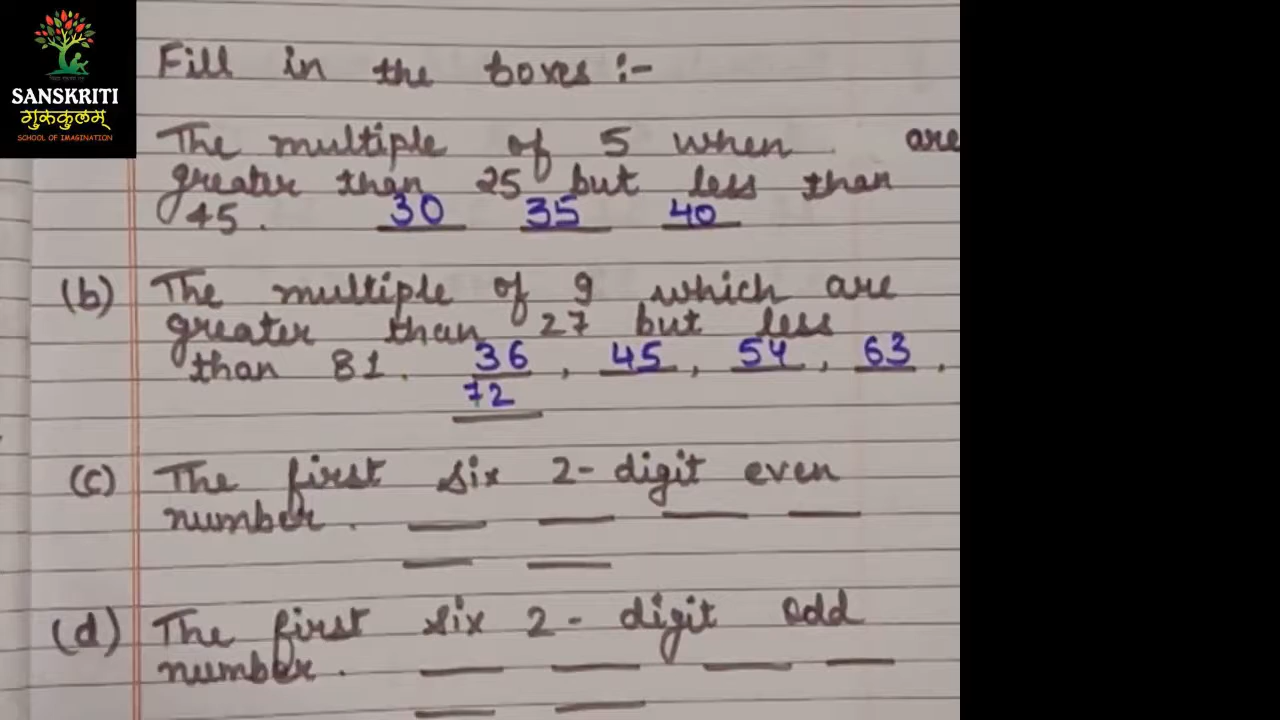 SANSKRITI
गुरुकुलम्
SCHOOL OF IMAGINATION
Fill in the boxes :-
The multiple of 5 when are
greater than 25 but less than
45. 30 35 40
(b) The multiple of 9 which are
greater than 27 but less
than 81. 36, 45, 54, 63.
72
(c) The first six 2-digit even
number.
(d) The first six 2-digit odd
number.